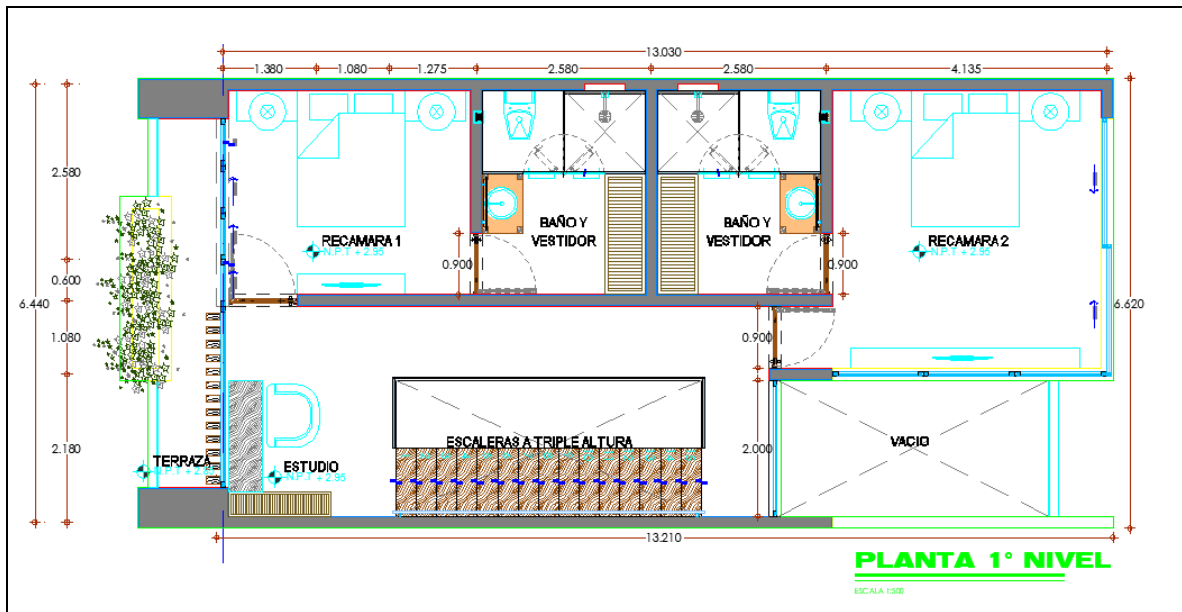 13.030
1.380 1.080 1.275 2.580 2.580 4.135
2.580
0.600
6.440
1.080
2.180
BAÑO Y
VESTIDOR
BAÑO Y
VESTIDOR
RECAMARA 1
N.P.T + 2.95
RECAMARA 2
N.P.T + 2.95
0.900
0.900
6.620
0.900
ESCALERAS A TRIPLE ALTURA
2.000
VACIO
TERRAZA
ESTUDIO
N.P.T + 2.95
13.210
PLANTA 1° NIVEL
ESCALA 1:500